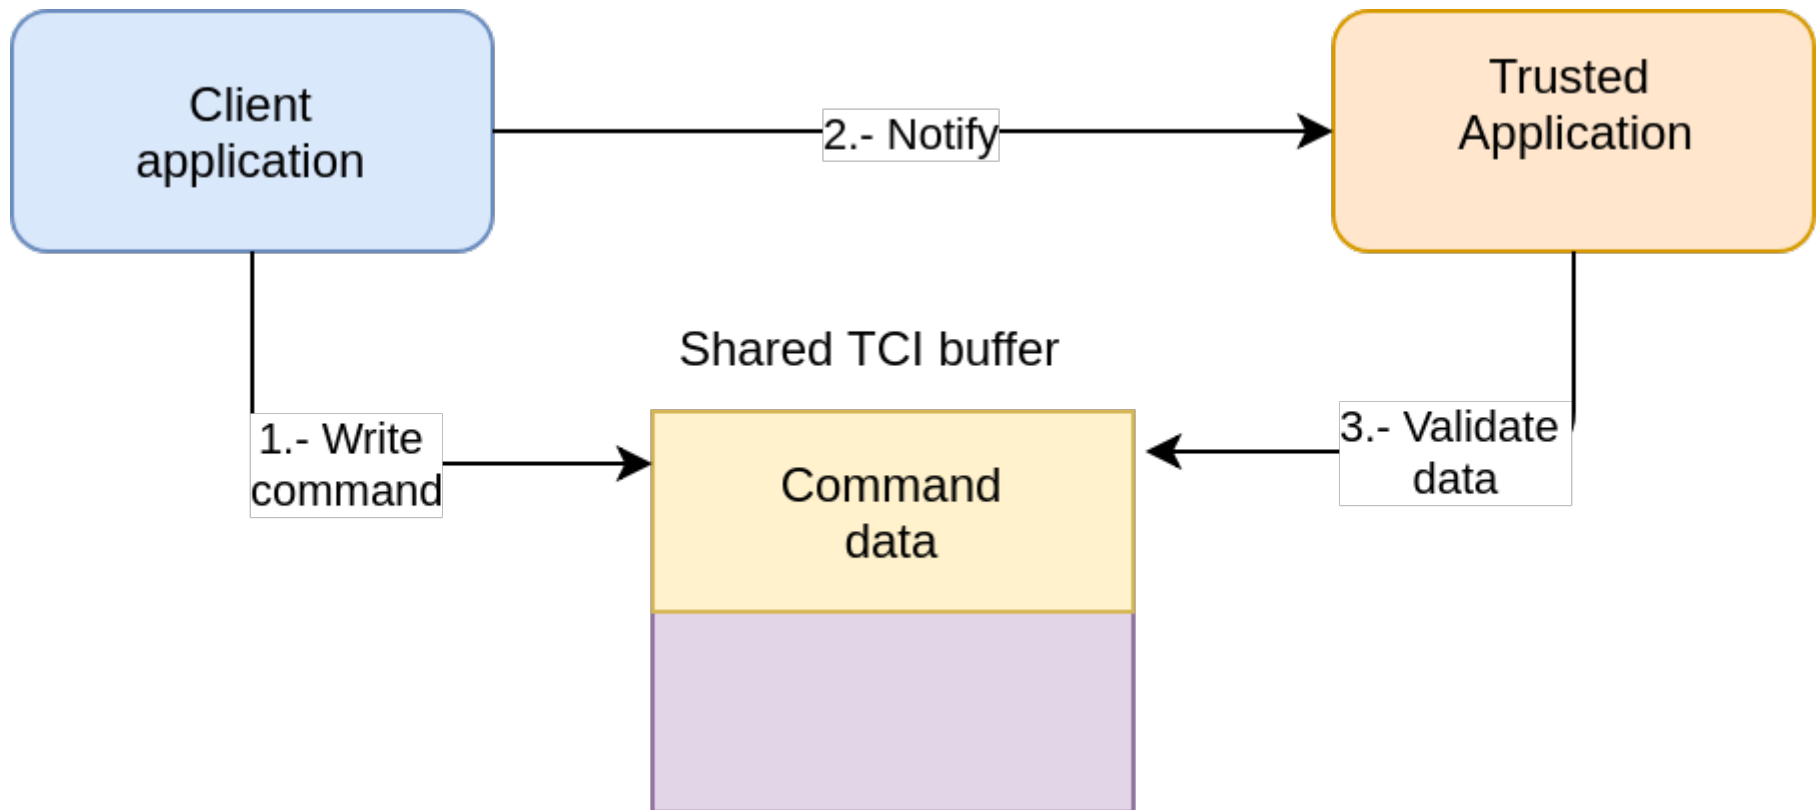 Client
application
2.- Notify
Trusted
Application
Shared TCI buffer
1.- Write
command
Command
data
3.- Validate
data